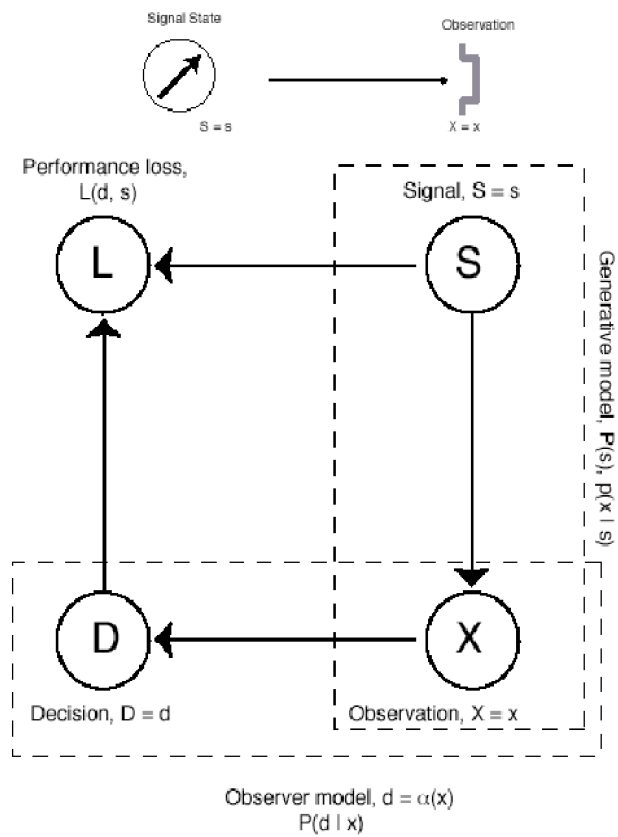 Signal State
Observation
S = s
X = x
Performance loss,
L(d, s)
Signal, S = s
L
S
Generative model, P(s), p(x | s)
D
X
Decision, D = d
Observation, X = x
Observer model, d = α(x)
P(d | x)